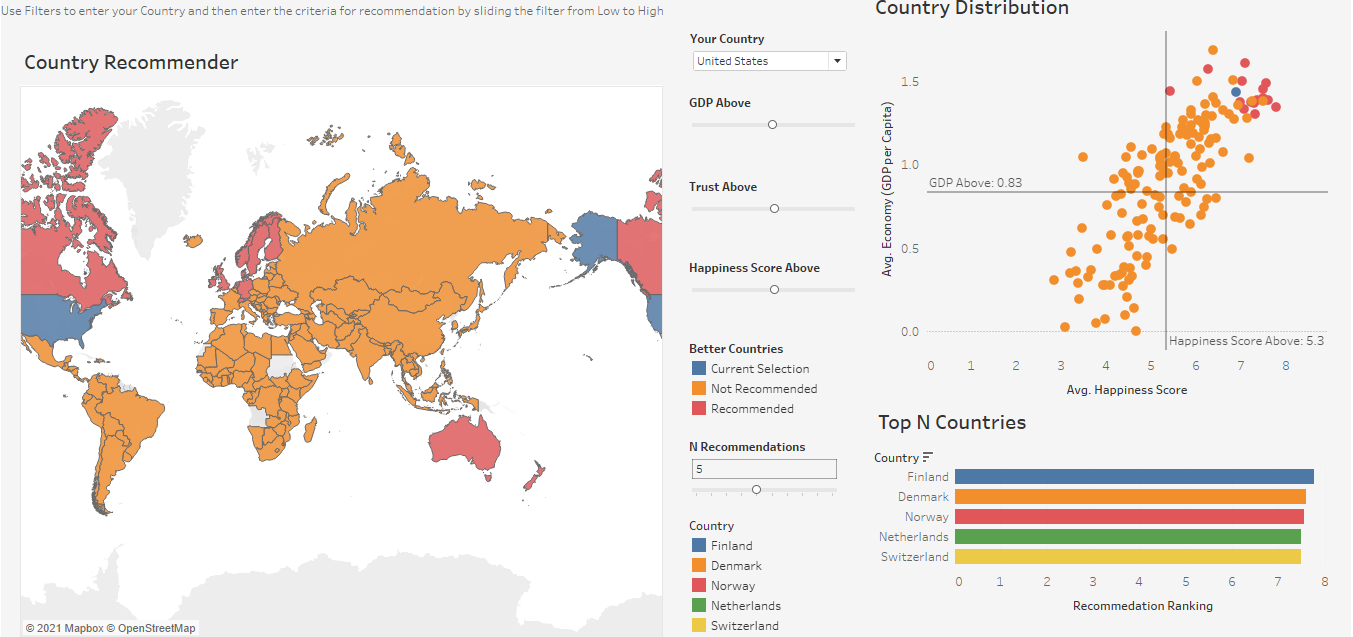 Use Filters to enter your Country and then enter the criteria for recommendation by sliding the filter from Low to High
Country Recommender
© 2021 Mapbox © OpenStreetMap
Your Country
United States
GDP Above
Trust Above
Happiness Score Above
Better Countries
Current Selection
Not Recommended
Recommended
N Recommendations
5
Country
Finland
Denmark
Norway
Netherlands
Switzerland
Country Distribution
Avg. Economy (GDP per Capita)
1.5
1.0
0.5
0.0
GDP Above: 0.83
Happiness Score Above: 5.3
0 1 2 3 4 5 6 7 8
Avg. Happiness Score
Top N Countries
Country
Finland
Denmark
Norway
Netherlands
Switzerland
0 1 2 3 4 5 6 7 8
Recommedation Ranking